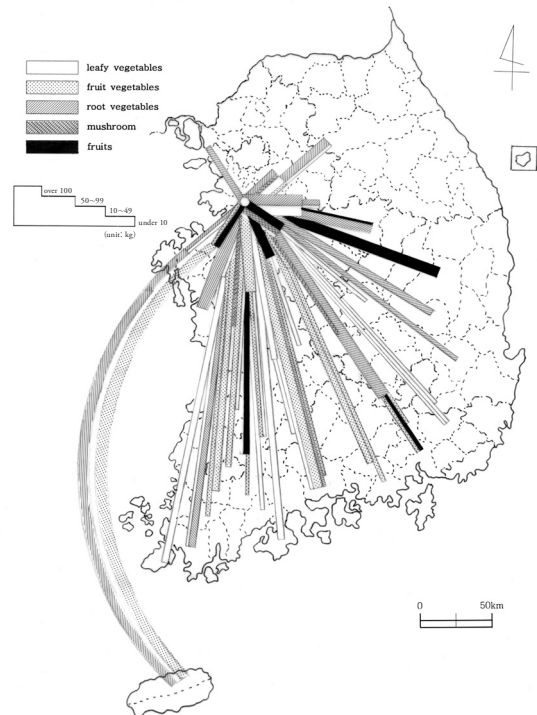 leafy vegetables
fruit vegetables
root vegetables
mushroom
fruits
over 100
50~99
10~49
under 10
(unit: kg)
0 50km